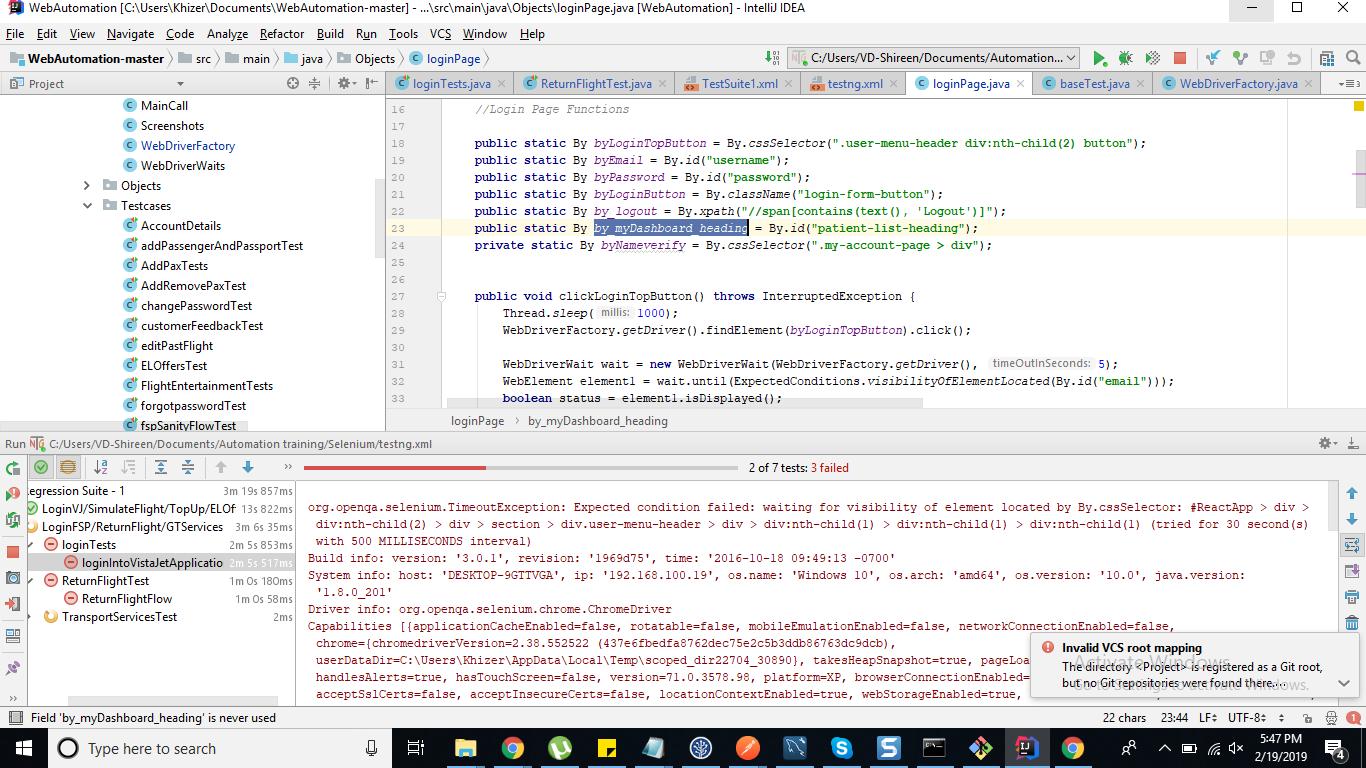 WebAutomation [C:\Users\Khizer\Documents\WebAutomation-master] - ...\src\main\java\Objects\loginPage.java [WebAutomation] - IntelliJ IDEA
File Edit View Navigate Code Analyze Refactor Build Run Tools VCS Window Help
WebAutomation-master src main java Objects loginPage C:/Users/VD-Shireen/Documents/Automation...
Project loginTests.java ReturnFlightTest.java TestSuite1.xml testng.xml loginPage.java baseTest.java WebDriverFactory.java
MainCall
Screenshots
WebDriverFactory
WebDriverWaits
Objects
Testcases
AccountDetails
addPassengerAndPassportTest
AddPaxTests
AddRemovePaxTest
changePasswordTest
customerFeedbackTest
editPastFlight
ELOffersTest
FlightEntertainmentTests
forgotpasswordTest
fspSanityFlowTest
16 //Login Page Functions
17
18 public static By byLoginTopButton = By.cssSelector(".user-menu-header div:nth-child(2) button");
19 public static By byEmail = By.id("username");
20 public static By byPassword = By.id("password");
21 public static By byLoginButton = By.className("login-form-button");
22 public static By by_logout = By.xpath("//span[contains(text(), 'Logout')]");
23 public static By by_myDashboard_heading = By.id("patient-list-heading");
24 private static By byNameverify = By.cssSelector(".my-account-page > div");
25
26
27 public void clickLoginTopButton() throws InterruptedException {
28 Thread.sleep( millis: 1000);
29 WebDriverFactory.getDriver().findElement(byLoginTopButton).click();
30
31 WebDriverWait wait = new WebDriverWait(WebDriverFactory.getDriver(), timeOutInSeconds: 5);
32 WebElement element1 = wait.until(ExpectedConditions.visibilityOfElementLocated(By.id("email")));
33 boolean status = element1.isDisplayed();
loginPage by_myDashboard_heading
Run C:/Users/VD-Shireen/Documents/Automation training/Selenium/testng.xml
2 of 7 tests: 3 failed
egression Suite - 1 3m 19s 857ms
LoginVJ/SimulateFlight/TopUp/ELOf 13s 822ms
LoginFSP/ReturnFlight/GTServices 3m 6s 35ms
loginTests 2m 5s 853ms
loginIntoVistaJetApplicatio 2m 5s 517ms
ReturnFlightTest 1m 0s 180ms
ReturnFlightFlow 1m 0s 58ms
TransportServicesTest 2ms
org.openqa.selenium.TimeoutException: Expected condition failed: waiting for visibility of element located by By.cssSelector: #ReactApp > div >
div:nth-child(2) > div > section > div.user-menu-header > div > div:nth-child(1) > div:nth-child(1) > div:nth-child(1) (tried for 30 second(s)
with 500 MILLISECONDS interval)
Build info: version: '3.0.1', revision: '1969d75', time: '2016-10-18 09:49:13 -0700'
System info: host: 'DESKTOP-9GTTVGA', ip: '192.168.100.19', os.name: 'Windows 10', os.arch: 'amd64', os.version: '10.0', java.version:
'1.8.0_201'
Driver info: org.openqa.selenium.chrome.ChromeDriver
Capabilities [{applicationCacheEnabled=false, rotatable=false, mobileEmulationEnabled=false, networkConnectionEnabled=false,
chrome={chromedriverVersion=2.38.552522 (437e6fbedfa8762dec75e2c5b3ddb86763dc9dcb),
userDataDir=C:\Users\Khizer\AppData\Local\Temp\scoped_dir22704_30890}, takesHeapSnapshot=true, pageLoa
handlesAlerts=true, hasTouchScreen=false, version=71.0.3578.98, platform=XP, browserConnectionEnabled=
acceptSslCerts=false, acceptInsecureCerts=false, locationContextEnabled=true, webStorageEnabled=true,
Invalid VCS root mapping
The directory <Project> is registered as a Git root,
but no Git repositories were found there....
Activate Windows
Go to Settings to activate Windows.
Field 'by_myDashboard_heading' is never used 22 chars 23:44 LF÷ UTF-8÷ 1
Type here to search
5:47 PM
2/19/2019
4